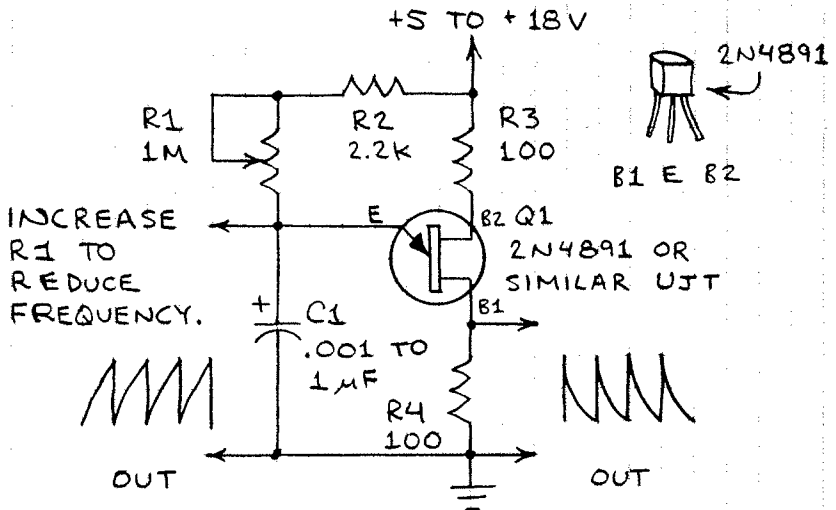 +5 TO +18V
2N4891
R1
1M
R2
2.2K
R3
100
B1 E B2
INCREASE
R1 TO
REDUCE
FREQUENCY.
E
B2 Q1
2N4891 OR
SIMILAR UJT
B1
+
C1
.001 TO
1µF
R4
100
OUT
OUT